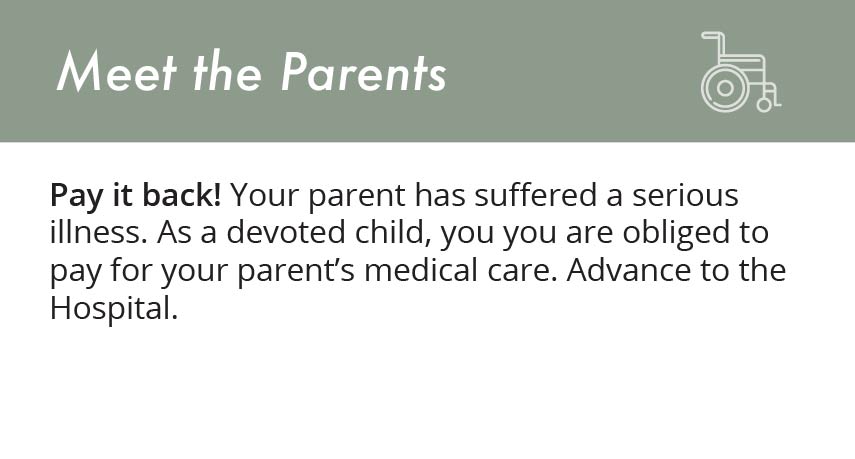 Meet the Parents
Pay it back! Your parent has suffered a serious
illness. As a devoted child, you you are obliged to
pay for your parent’s medical care. Advance to the
Hospital.